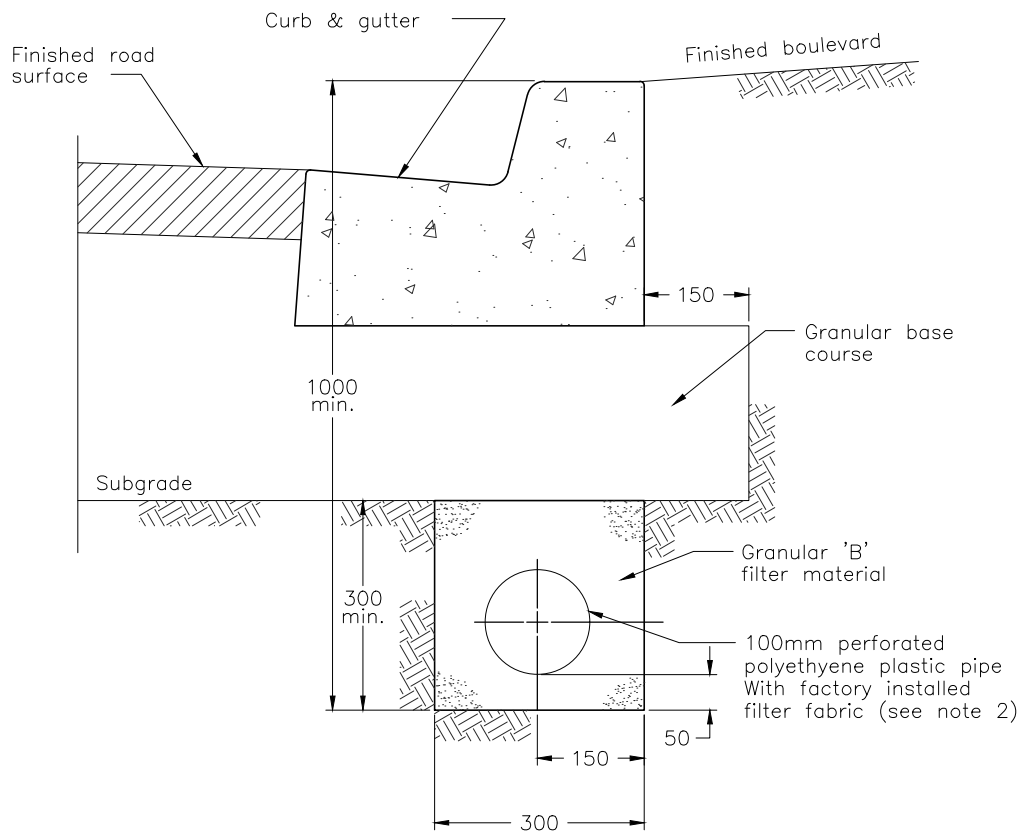 Curb & gutter
Finished road
surface
Finished boulevard
150
Granular base
course
1000
min.
Subgrade
Granular 'B'
filter material
300
min.
100mm perforated
polyethyene plastic pipe
With factory installed
filter fabric (see note 2)
50
150
300